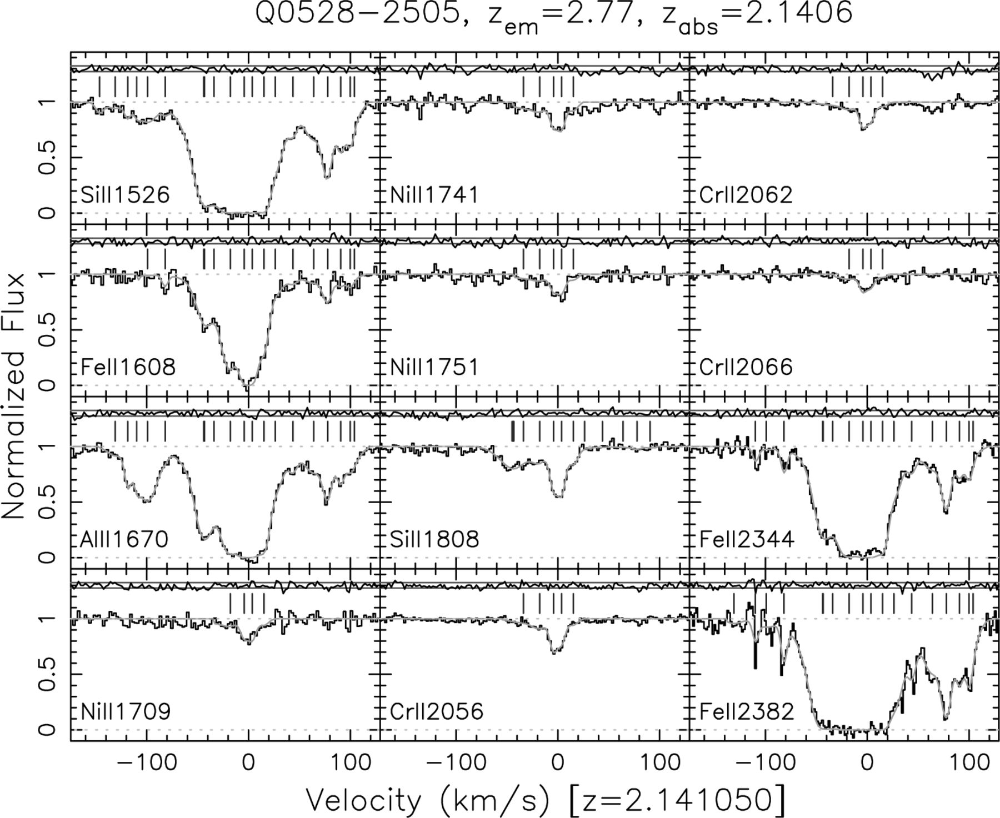 Q0528−2505, zem=2.77, zabs=2.1406
Normalized Flux
1
0.5
0
SiII1526
NiII1741
CrII2062
1
0.5
0
FeII1608
NiII1751
CrII2066
1
0.5
0
AlII1670
SiII1808
FeII2344
1
0.5
0
NiII1709
CrII2056
FeII2382
−100 0 100 −100 0 100 −100 0 100
Velocity (km/s) [z=2.141050]